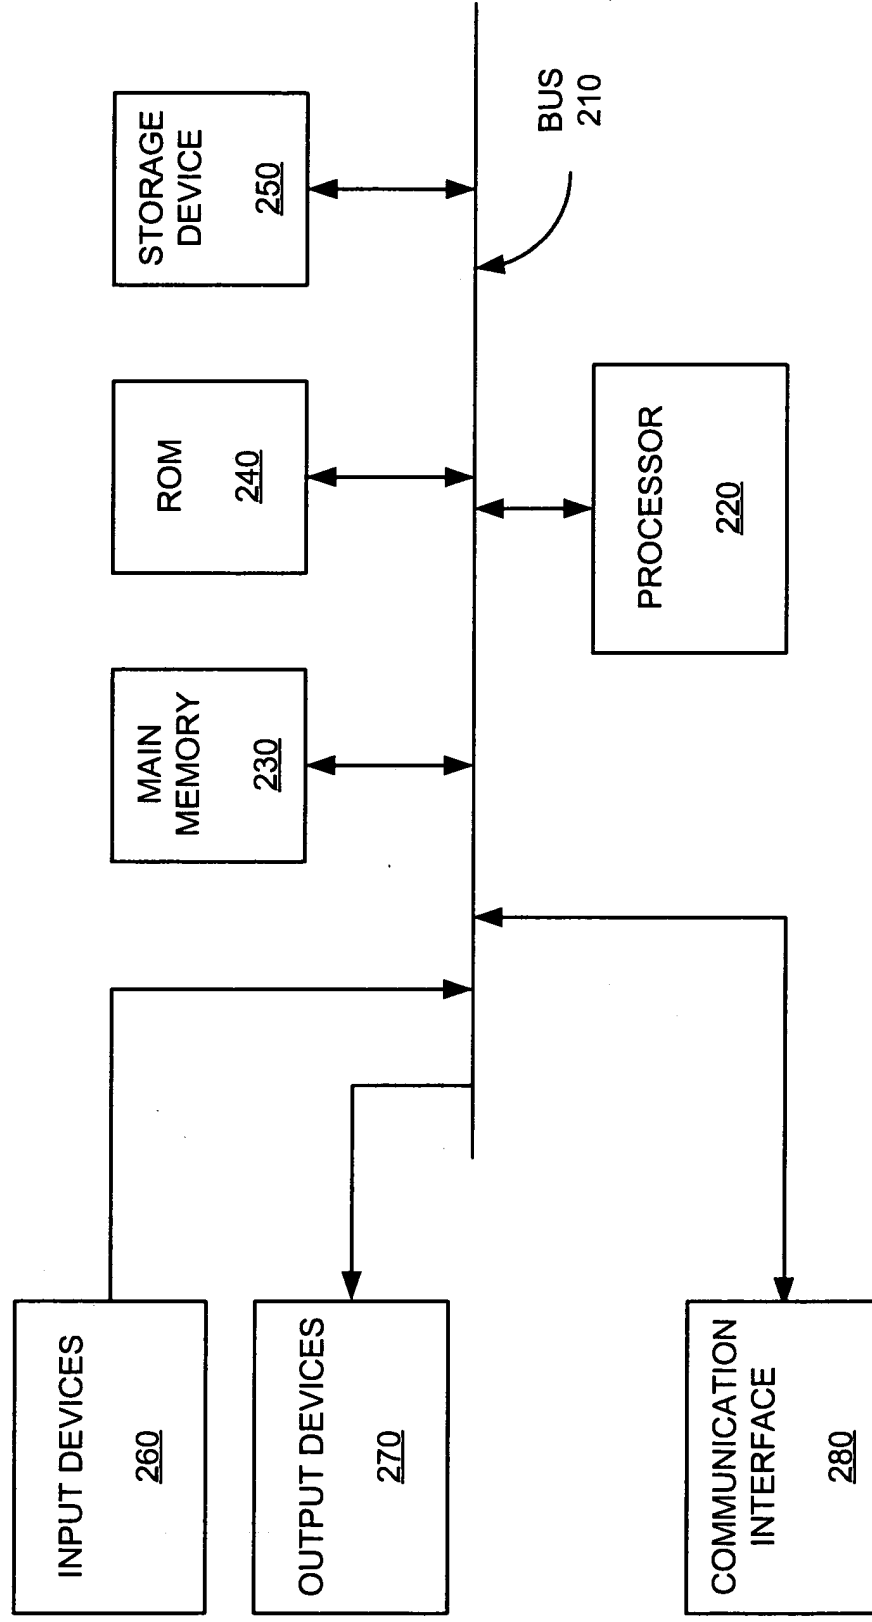 INPUT DEVICES
260
OUTPUT DEVICES
270
COMMUNICATION
INTERFACE
280
MAIN
MEMORY
230
ROM
240
STORAGE
DEVICE
250
PROCESSOR
220
BUS
210